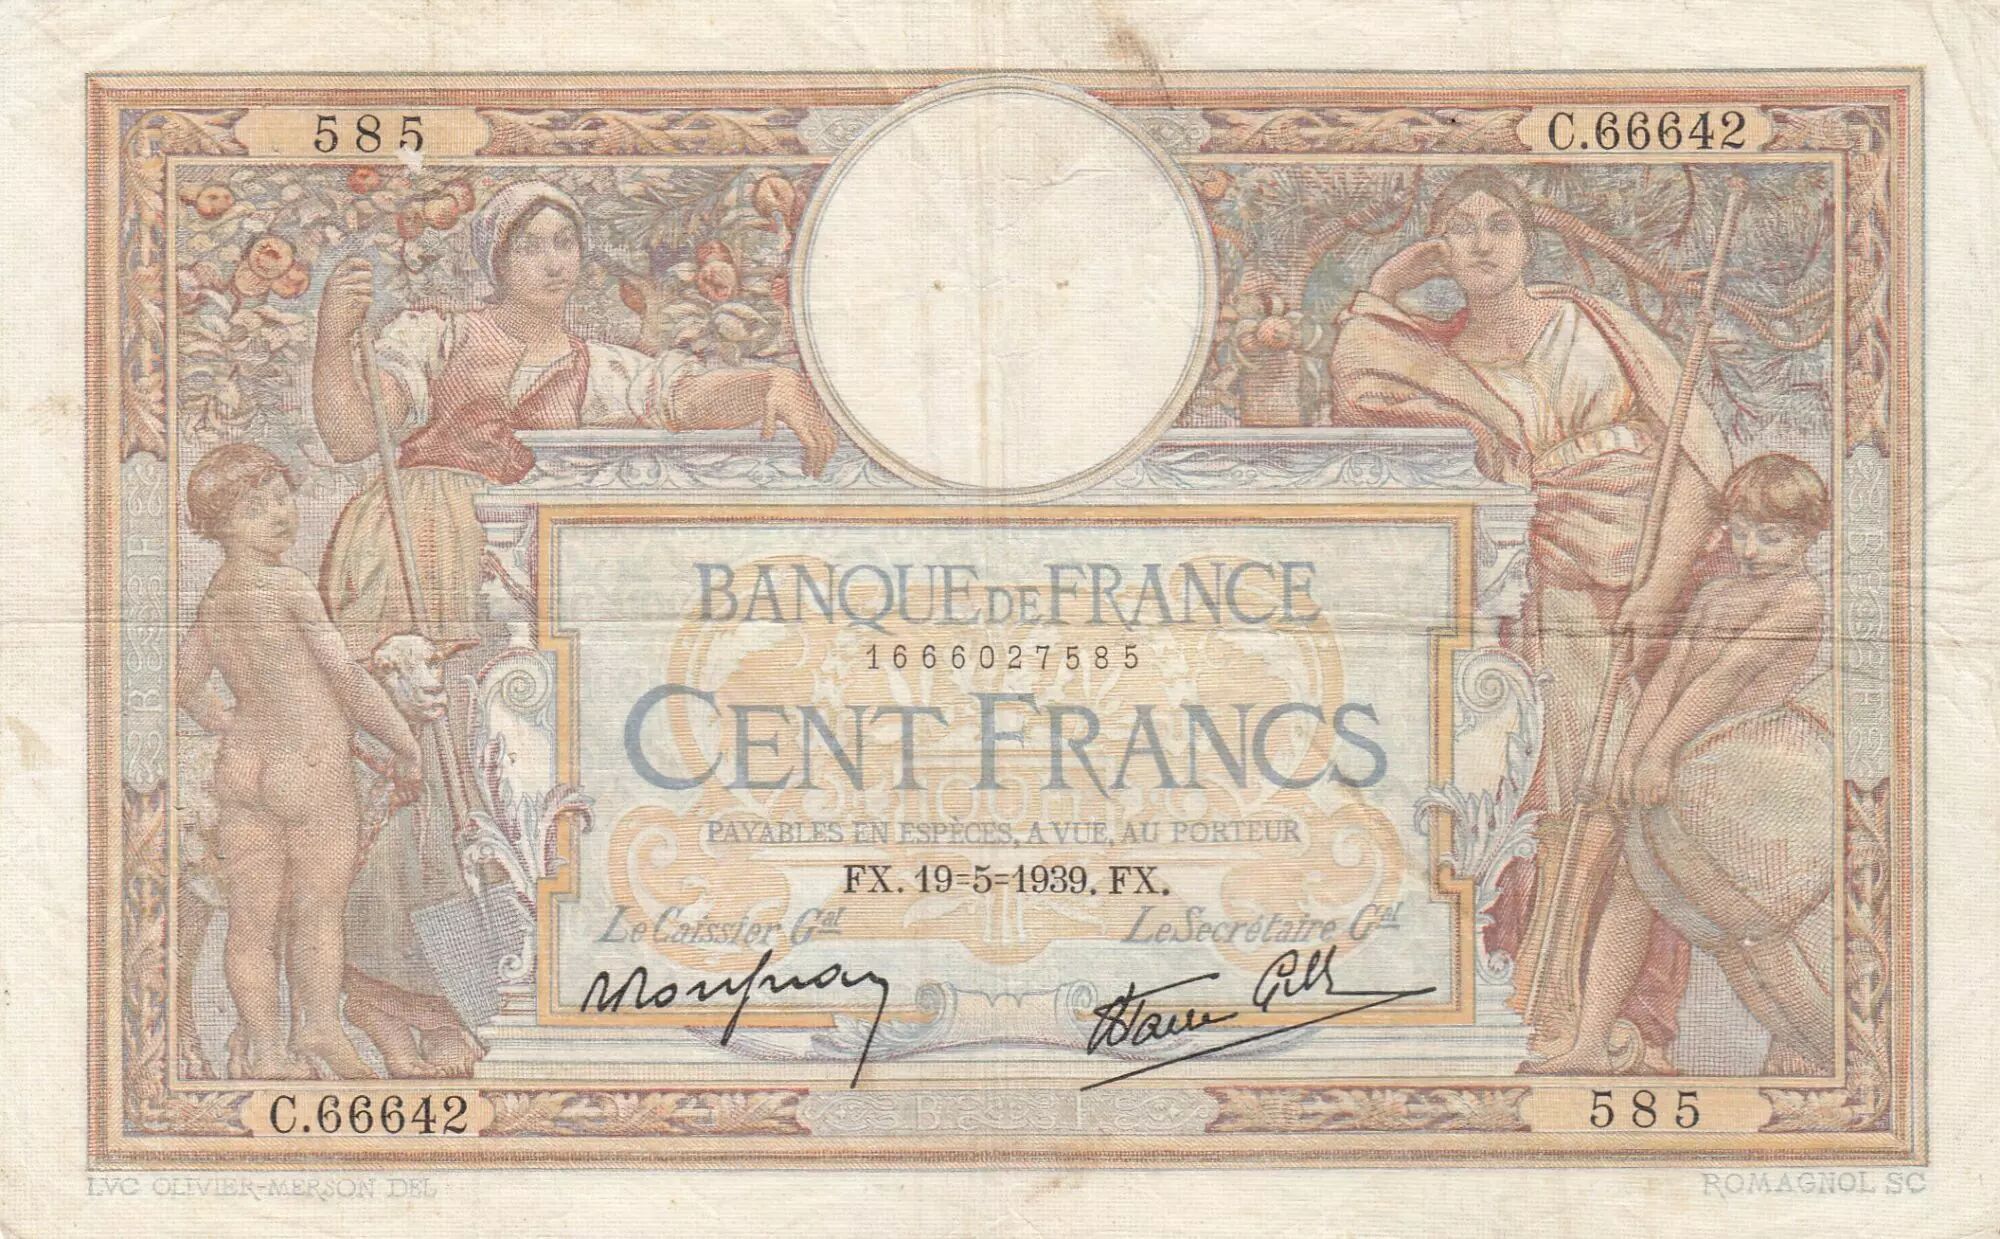 585
C.66642
BANQUE DE FRANCE
1666027585
CENT FRANCS
PAYABLES EN ESPÈCES, A VUE, AU PORTEUR
FX. 19=5=1939. FX.
Le Caissier Gal
Le Secrétaire Gal
C.66642
B F
585
LVC OLIVIER-MERSON DEL
ROMAGNOL SC